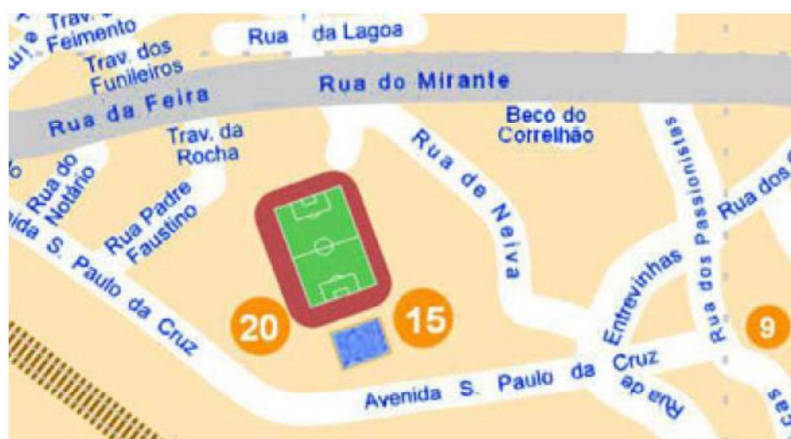 Trav.
Feimento
Rua da Lagoa
Trav. dos
Funileiros
Rua do Mirante
Rua da Feira
Beco do
Correlhão
Trav. da
Rocha
Rua do
Notário
Rua Padre
Faustino
Rua de Neiva
Rua dos Passionistas
Rua dos
Entrevinhas
Avenida S. Paulo da Cruz
20
15
9
Avenida S. Paulo da Cruz
Rua de